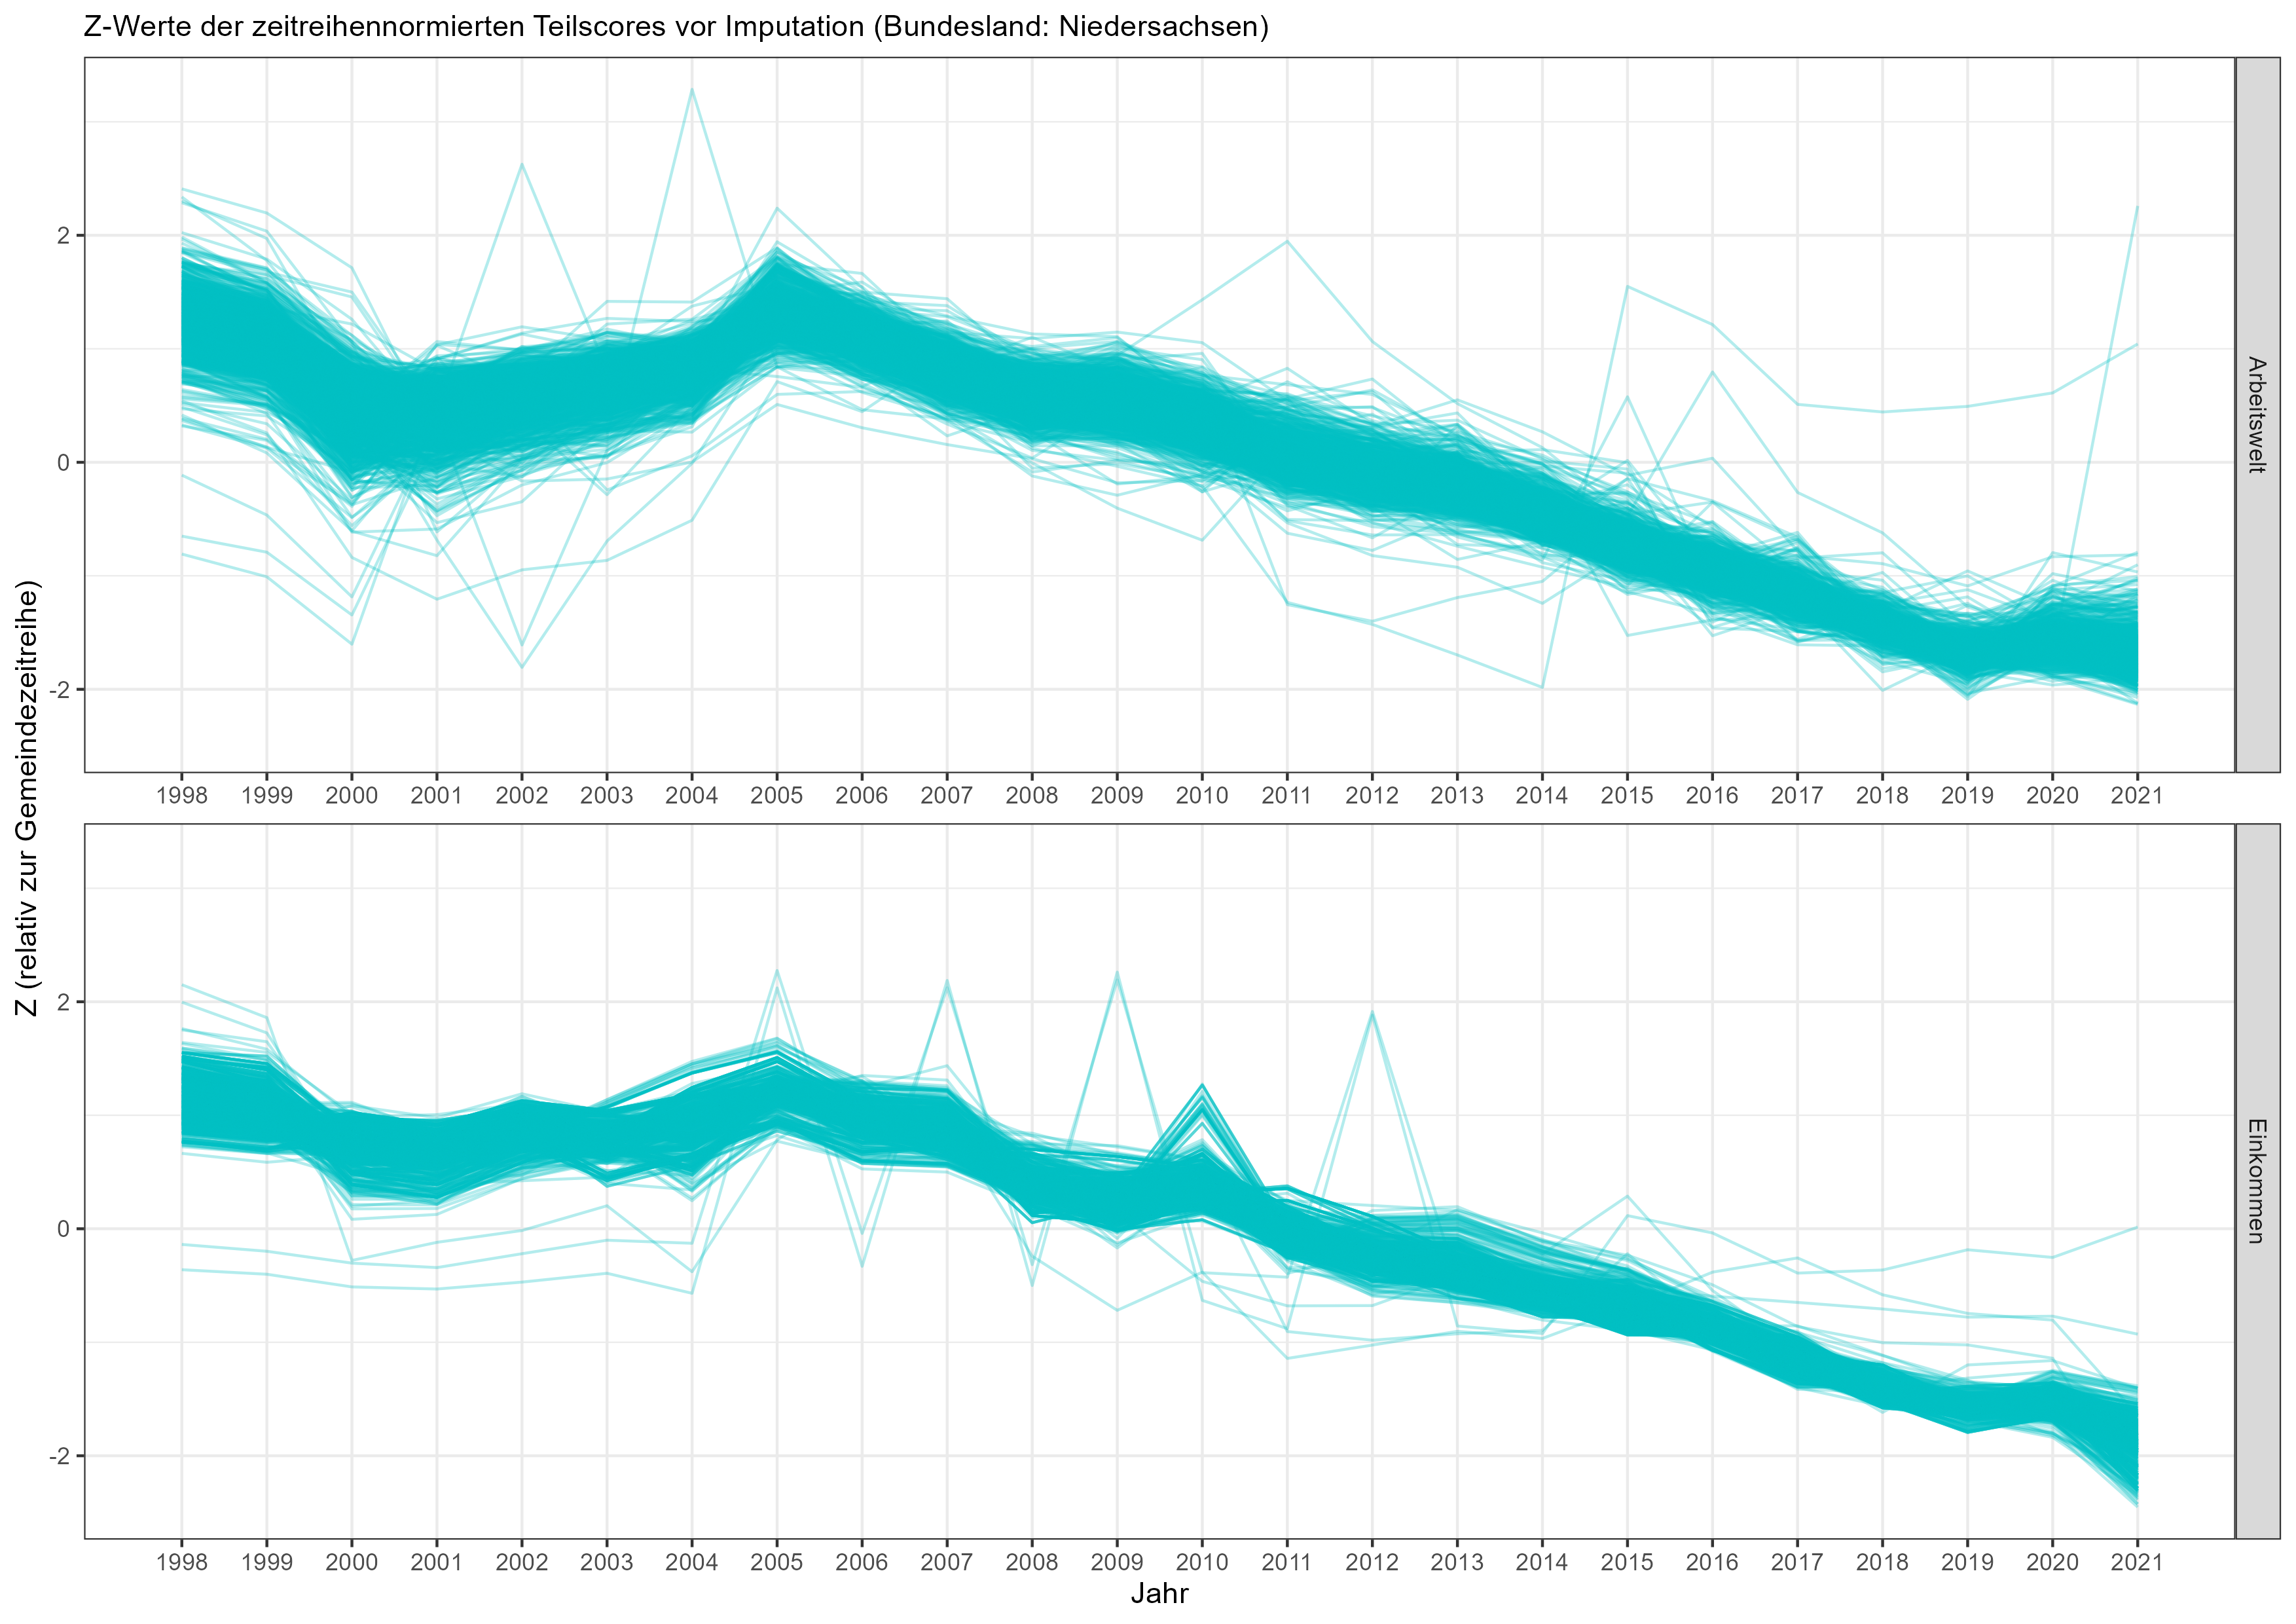 Z-Werte der zeitreihennormierten Teilscores vor Imputation (Bundesland: Niedersachsen)
Z (relativ zur Gemeindezeitreihe)
2
0
-2
Arbeitswelt
1998 1999 2000 2001 2002 2003 2004 2005 2006 2007 2008 2009 2010 2011 2012 2013 2014 2015 2016 2017 2018 2019 2020 2021
2
0
-2
Einkommen
1998 1999 2000 2001 2002 2003 2004 2005 2006 2007 2008 2009 2010 2011 2012 2013 2014 2015 2016 2017 2018 2019 2020 2021
Jahr